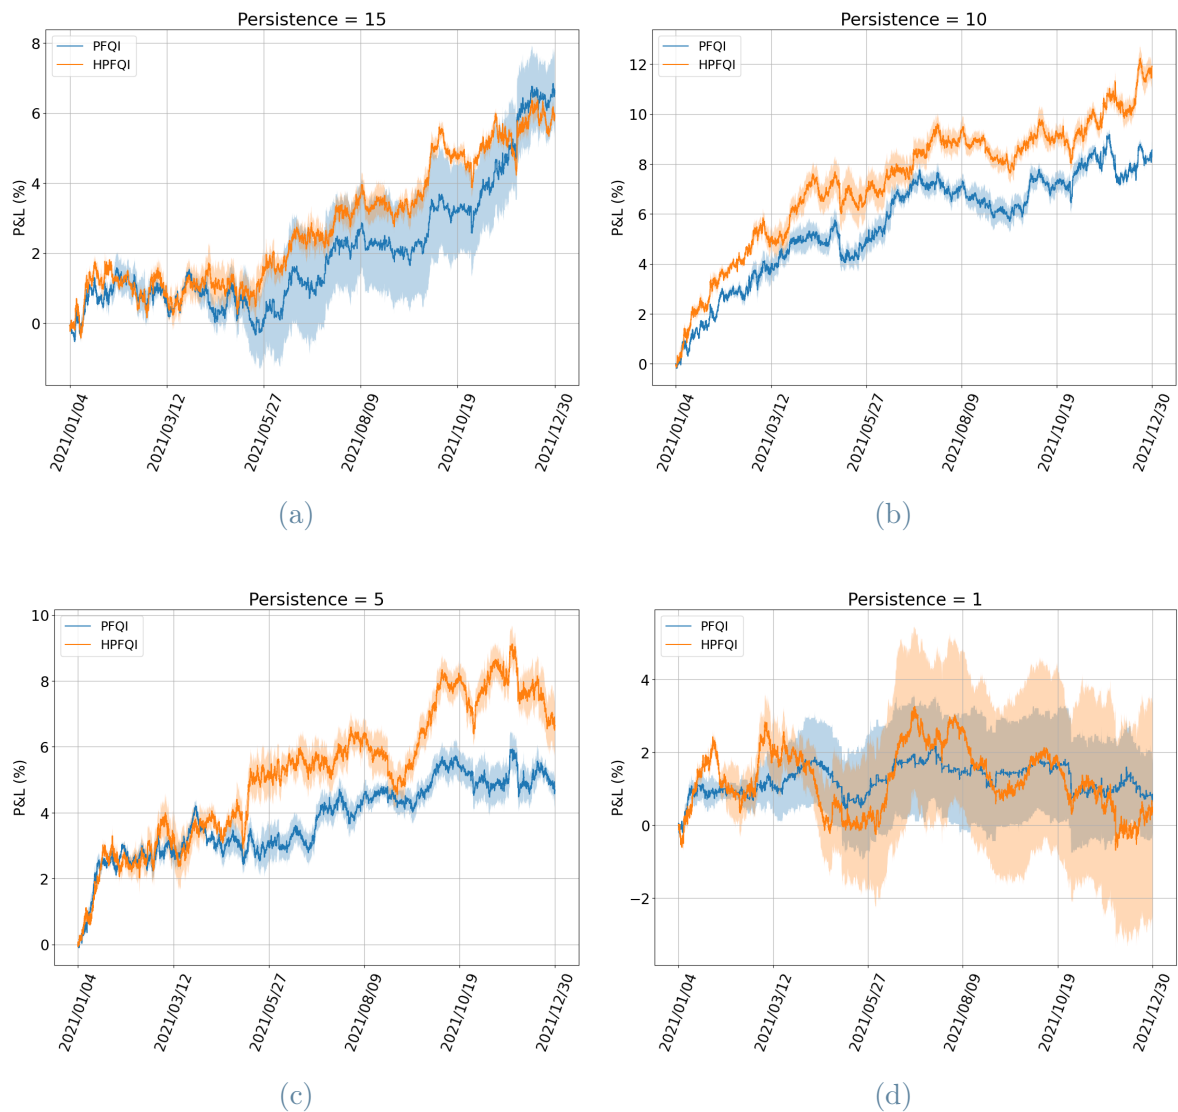 Persistence = 15
PFQI
HPFQI
P&L (%)
8
6
4
2
0
2021/01/04
2021/03/12
2021/05/27
2021/08/09
2021/10/19
2021/12/30
(a)
Persistence = 10
PFQI
HPFQI
P&L (%)
12
10
8
6
4
2
0
2021/01/04
2021/03/12
2021/05/27
2021/08/09
2021/10/19
2021/12/30
(b)
Persistence = 5
PFQI
HPFQI
P&L (%)
10
8
6
4
2
0
2021/01/04
2021/03/12
2021/05/27
2021/08/09
2021/10/19
2021/12/30
(c)
Persistence = 1
PFQI
HPFQI
P&L (%)
4
2
0
−2
2021/01/04
2021/03/12
2021/05/27
2021/08/09
2021/10/19
2021/12/30
(d)